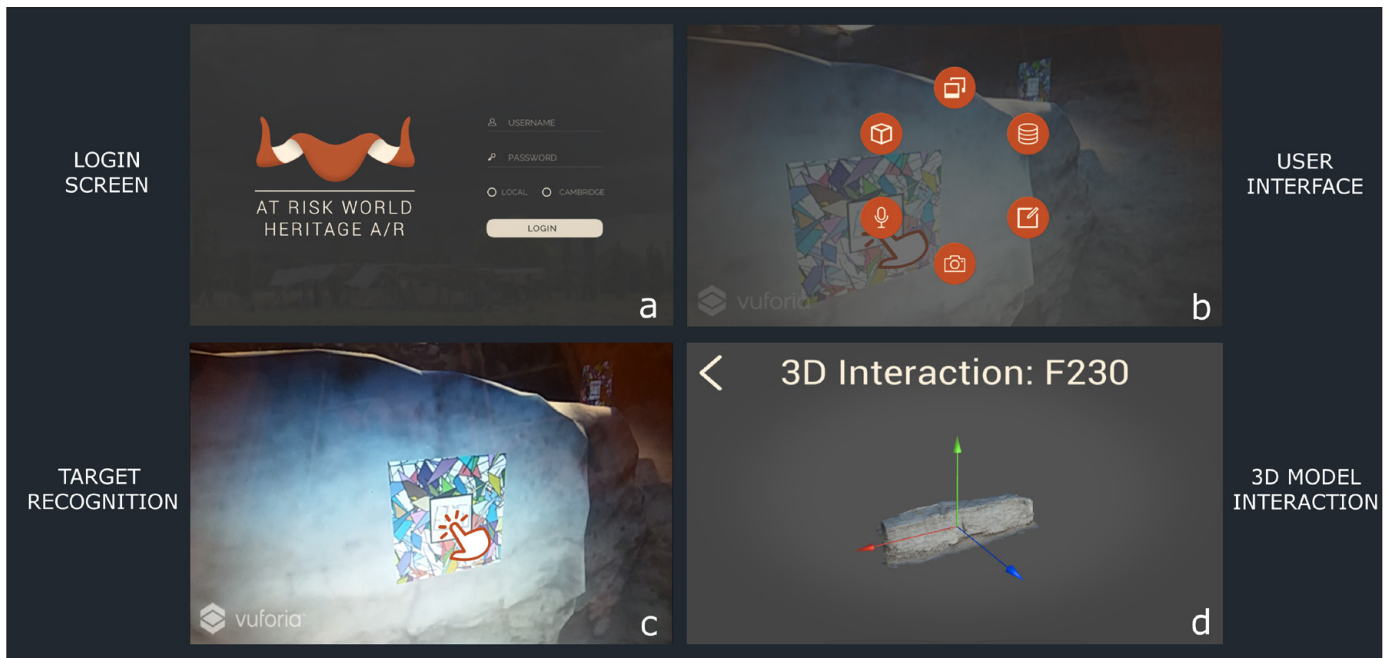 LOGIN
SCREEN
AT RISK WORLD
HERITAGE A/R
USERNAME
PASSWORD
LOCAL
CAMBRIDGE
LOGIN
a
vuforia
b
USER
INTERFACE
TARGET
RECOGNITION
vuforia
c
3D Interaction: F230
d
3D MODEL
INTERACTION